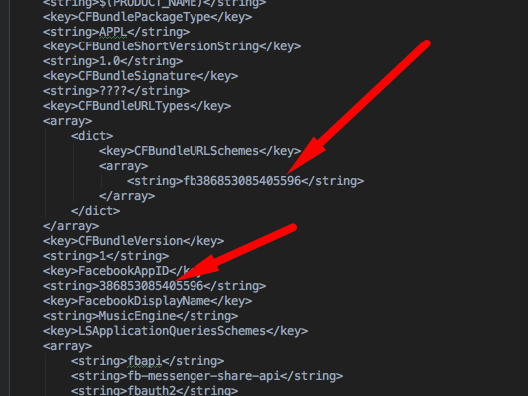 <string>$(PRODUCT_NAME)</string>
<key>CFBundlePackageType</key>
<string>APPL</string>
<key>CFBundleShortVersionString</key>
<string>1.0</string>
<key>CFBundleSignature</key>
<string>????</string>
<key>CFBundleURLTypes</key>
<array>
<dict>
<key>CFBundleURLSchemes</key>
<array>
<string>fb386853085405596</string>
</array>
</dict>
</array>
<key>CFBundleVersion</key>
<string>1</string>
<key>FacebookAppID</key>
<string>386853085405596</string>
<key>FacebookDisplayName</key>
<string>MusicEngine</string>
<key>LSApplicationQueriesSchemes</key>
<array>
<string>fbapi</string>
<string>fb-messenger-share-api</string>
<string>fbauth2</string>